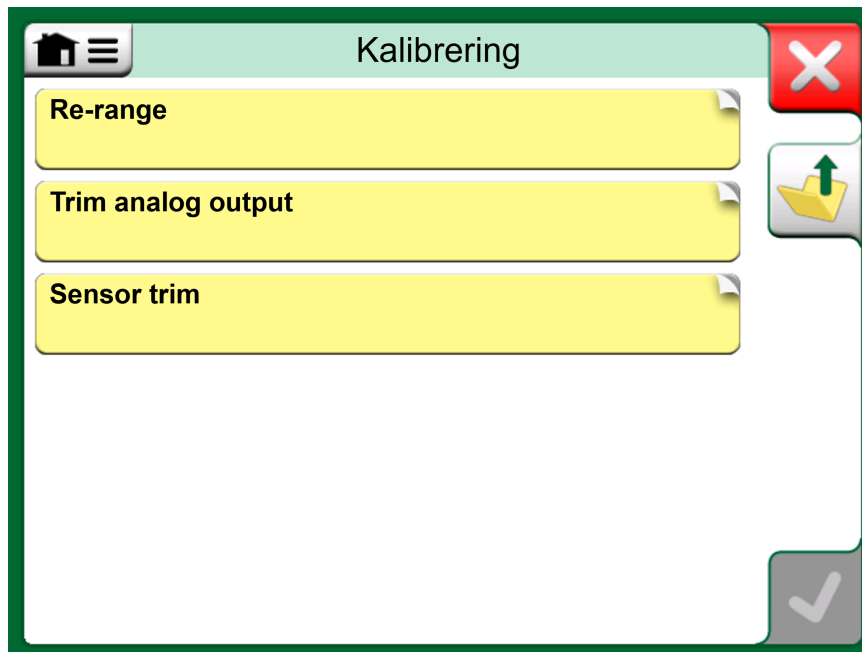 Kalibrering
Re-range
Trim analog output
Sensor trim